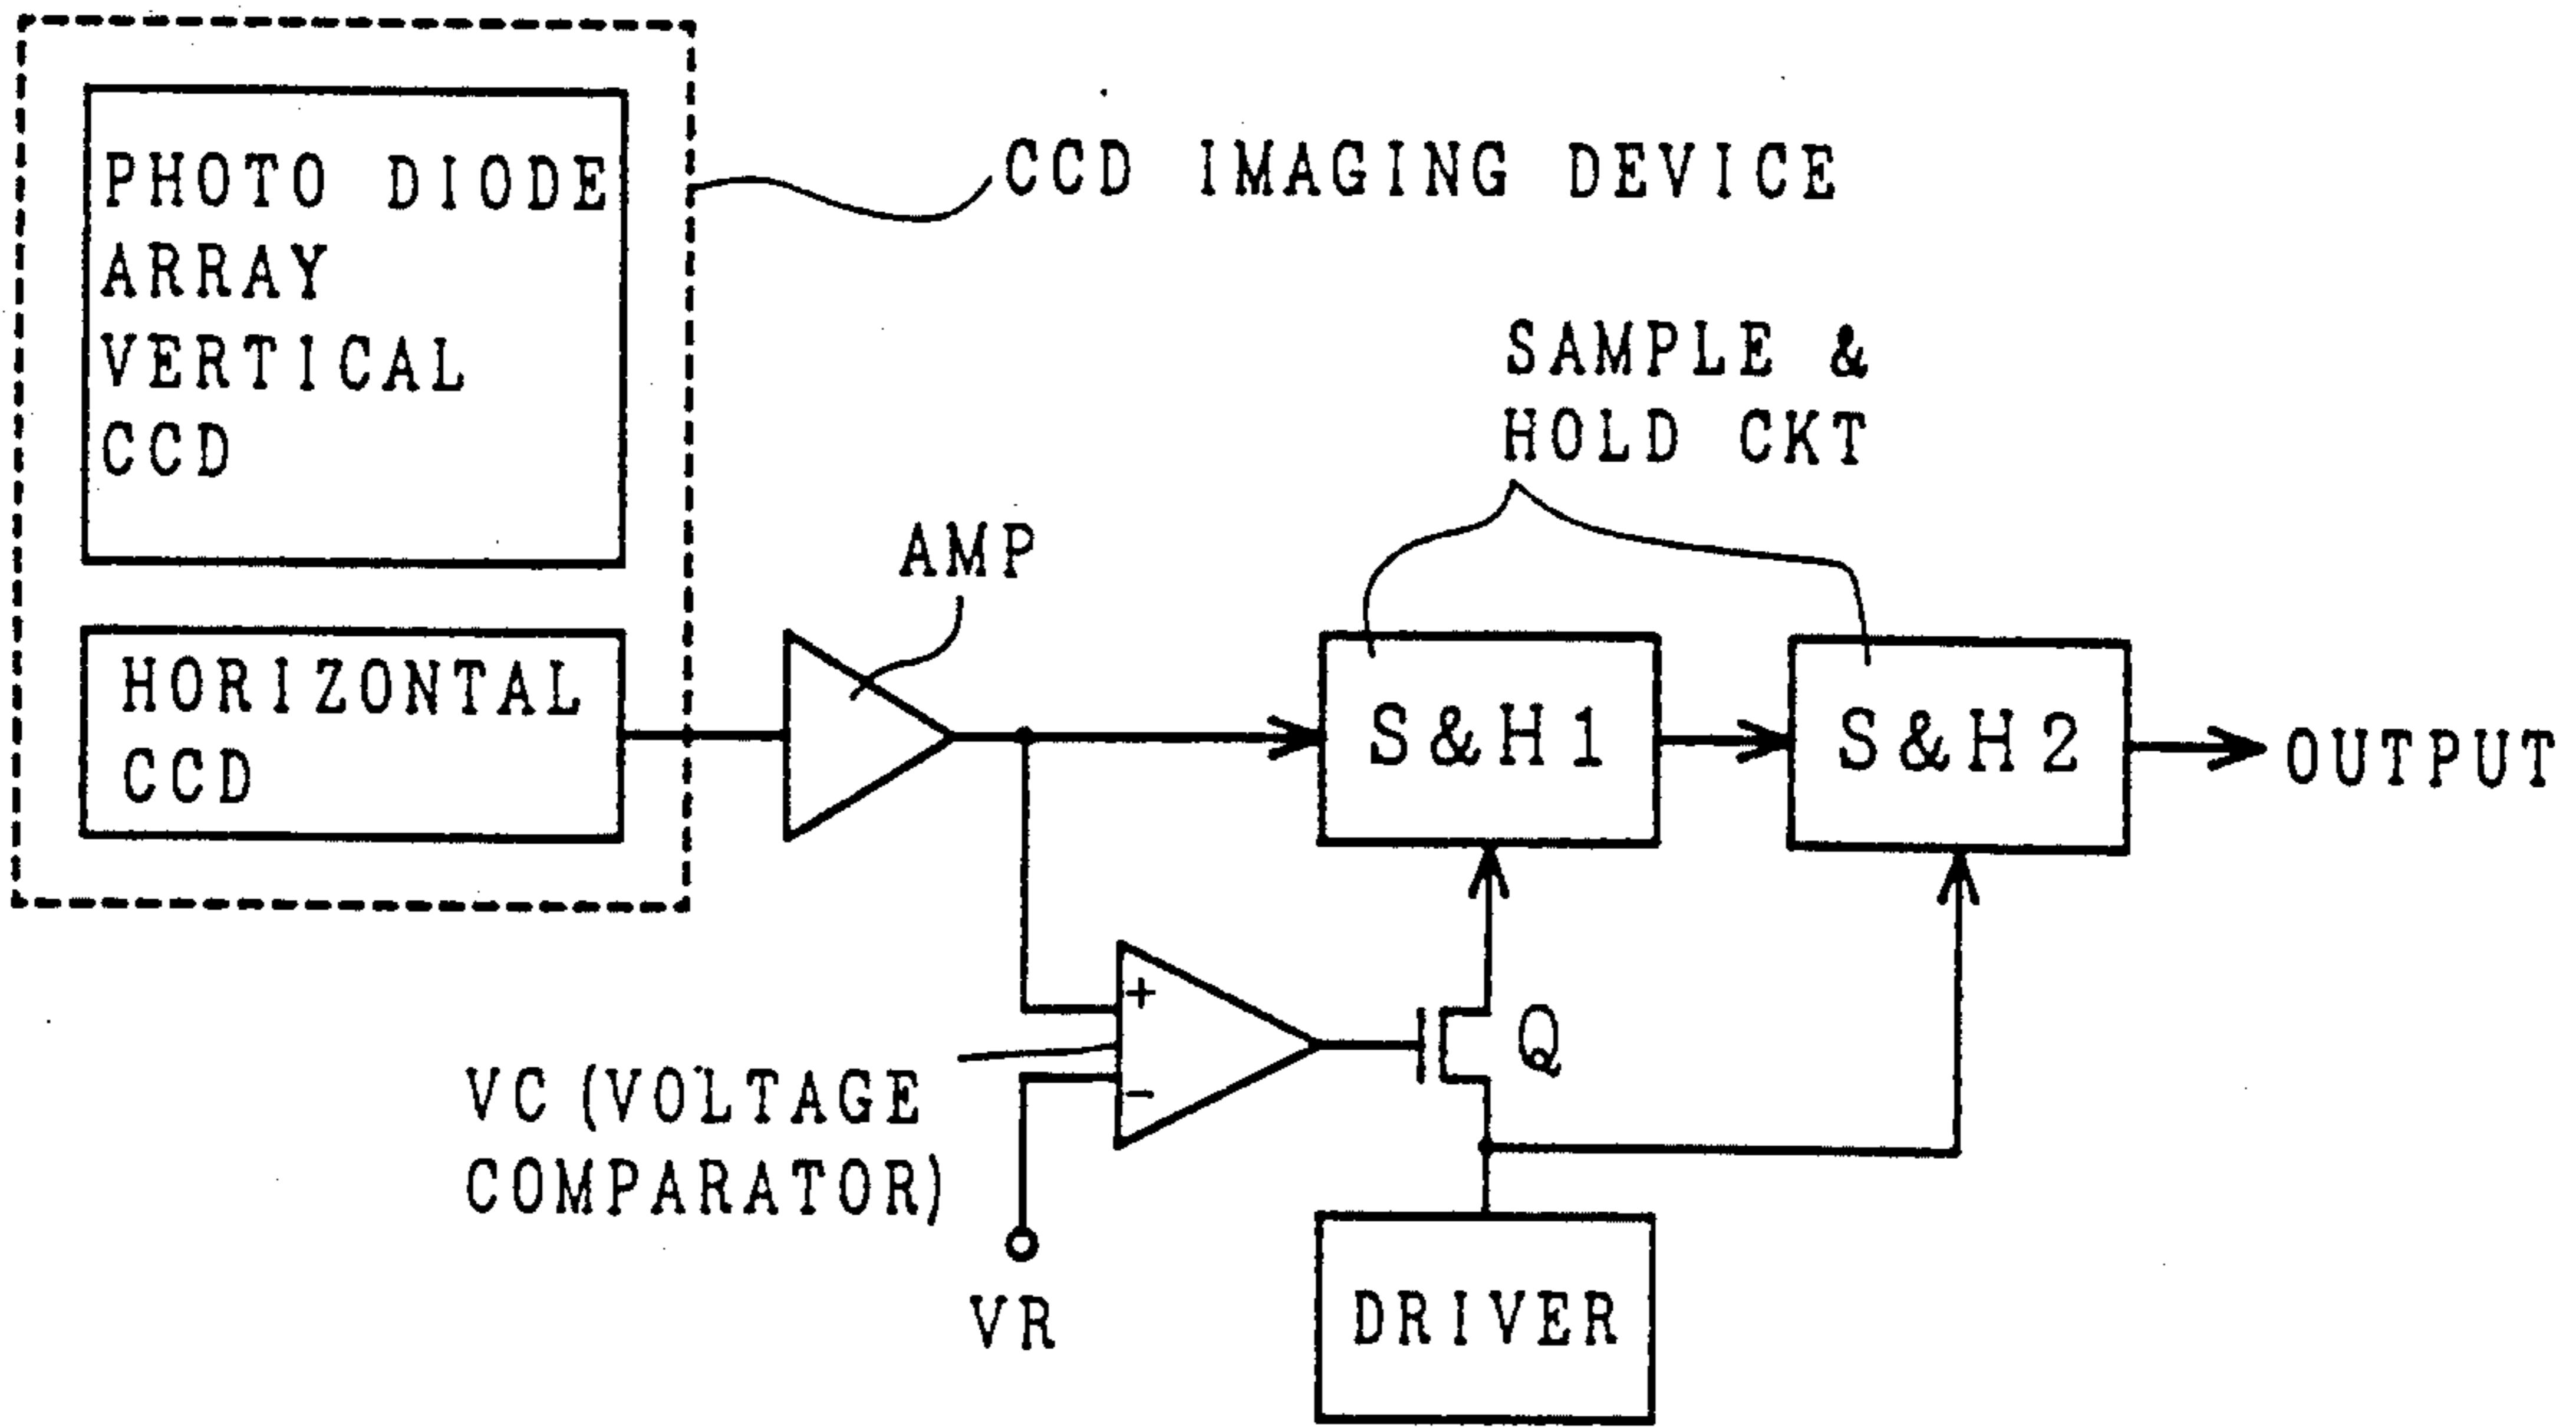 PHOTO DIODE
ARRAY
VERTICAL
CCD
CCD IMAGING DEVICE
SAMPLE &
HOLD CKT
AMP
HORIZONTAL
CCD
S&H1
S&H2
OUTPUT
+
-
Q
VC (VOLTAGE
COMPARATOR)
VR
DRIVER